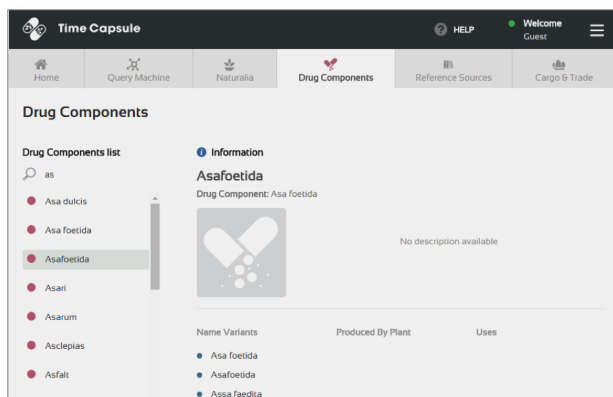 Time Capsule
HELP
Welcome
Guest
Home
Query Machine
Naturalia
Drug Components
Reference Sources
Cargo & Trade
Drug Components
Drug Components list
as
Asa dulcis
Asa foetida
Asafoetida
Asari
Asarum
Asclepias
Asfalt
Information
Asafoetida
Drug Component: Asa foetida
No description available
Name Variants
Produced By Plant
Uses
Asa foetida
Asafoetida
Assa faedita